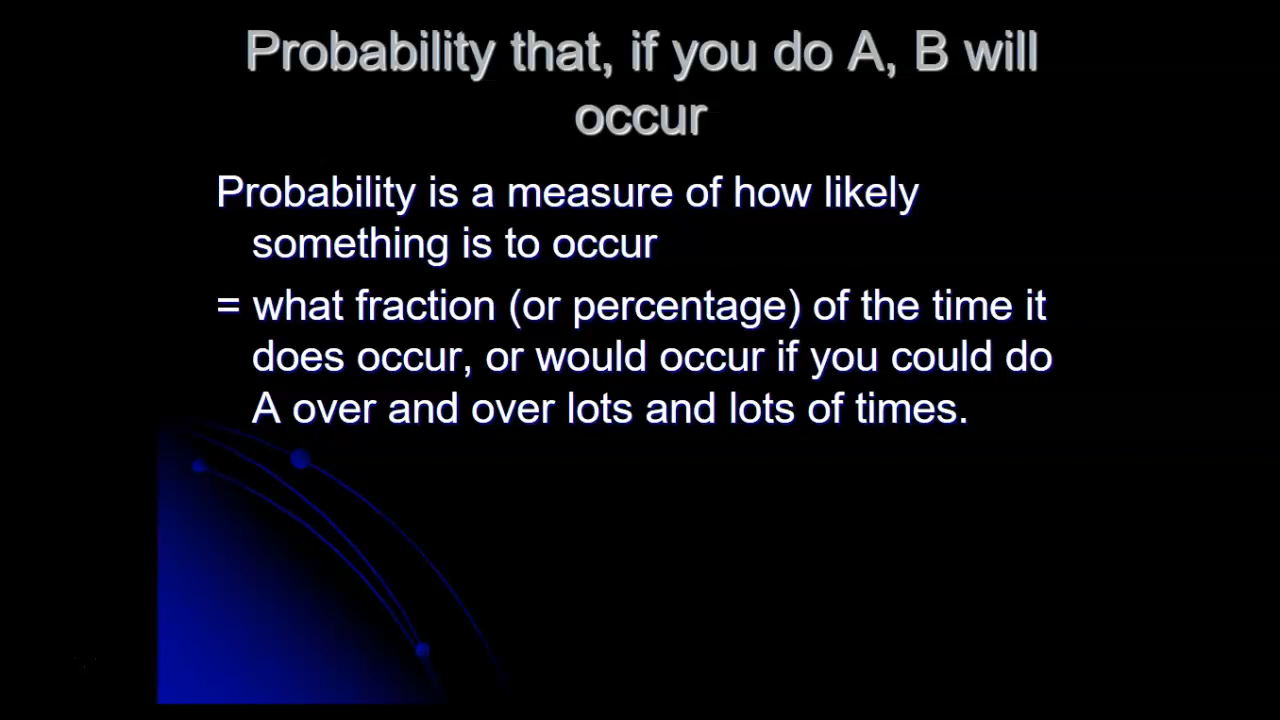 Probability that, if you do A, B will
occur
Probability is a measure of how likely
something is to occur
= what fraction (or percentage) of the time it
does occur, or would occur if you could do
A over and over lots and lots of times.